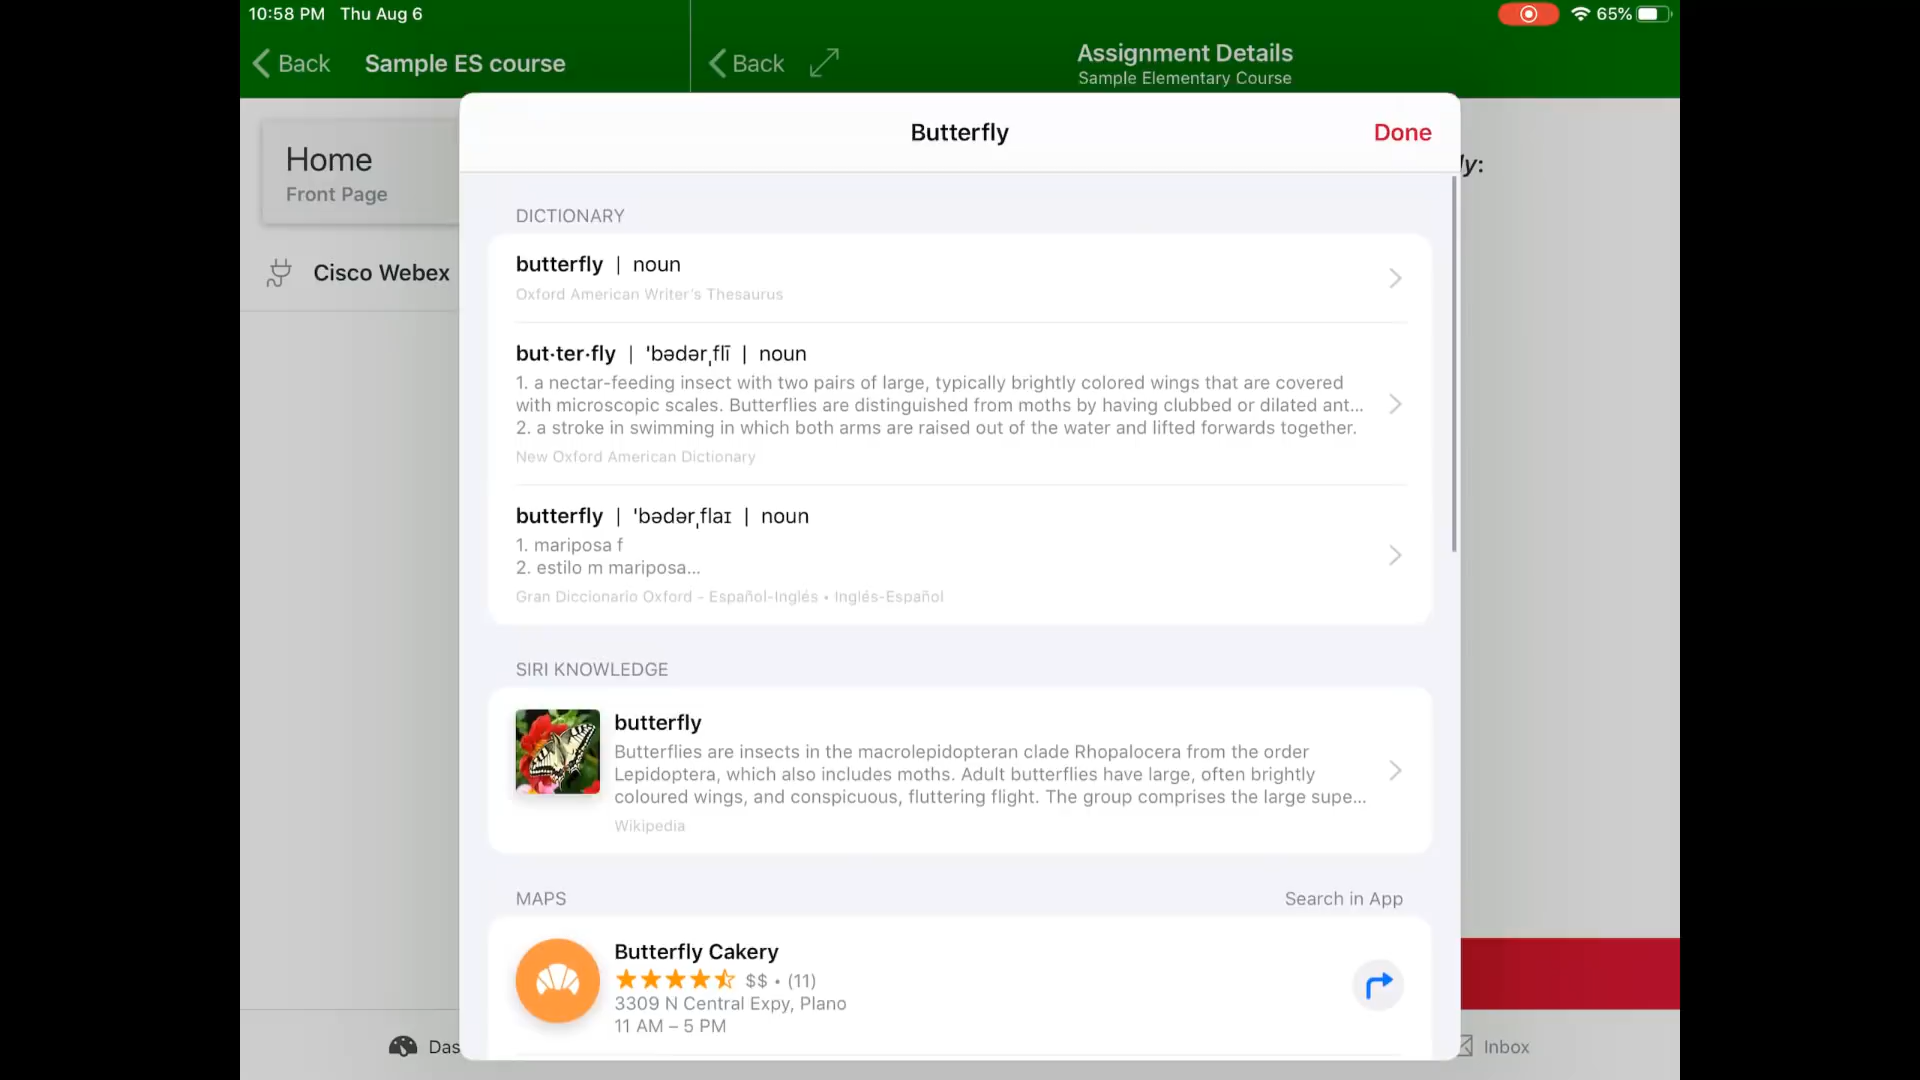 10:58 PM Thu Aug 6
65%
Back Sample ES course
Back
Assignment Details
Sample Elementary Course
Home
Front Page
Cisco Webex
Butterfly
Done
ly:
DICTIONARY
butterfly | noun
Oxford American Writer's Thesaurus
but·ter·fly | ˈbədərˌflī | noun
1. a nectar-feeding insect with two pairs of large, typically brightly colored wings that are covered
with microscopic scales. Butterflies are distinguished from moths by having clubbed or dilated ant...
2. a stroke in swimming in which both arms are raised out of the water and lifted forwards together.
New Oxford American Dictionary
butterfly | ˈbədərˌflaɪ | noun
1. mariposa f
2. estilo m mariposa...
Gran Diccionario Oxford - Español-Inglés • Inglés-Español
SIRI KNOWLEDGE
butterfly
Butterflies are insects in the macrolepidopteran clade Rhopalocera from the order
Lepidoptera, which also includes moths. Adult butterflies have large, often brightly
coloured wings, and conspicuous, fluttering flight. The group comprises the large supe...
Wikipedia
MAPS
Search in App
Butterfly Cakery
$$ • (11)
3309 N Central Expy, Plano
11 AM – 5 PM
Das
Inbox